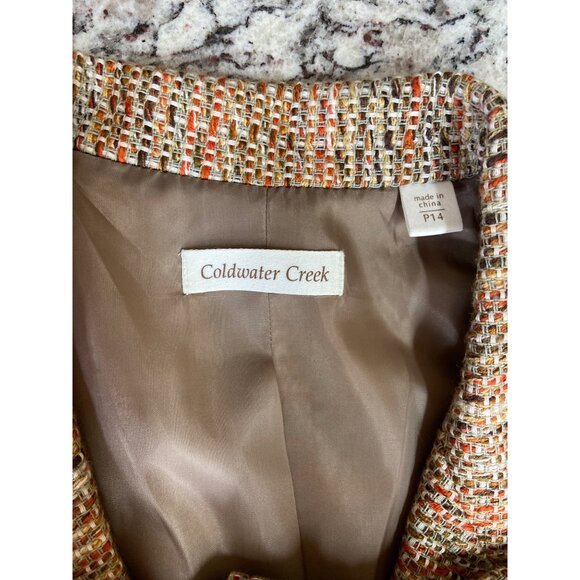 made in
china
P14
Coldwater Creek